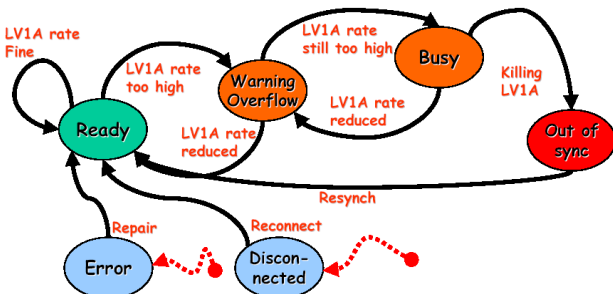 LV1A rate
Fine
LV1A rate
too high
Warning
Overflow
LV1A rate
still too high
Busy
Killing
LV1A
LV1A rate
reduced
Ready
LV1A rate
reduced
Out of
sync
Resynch
Repair
Reconnect
Error
Discon-
nected